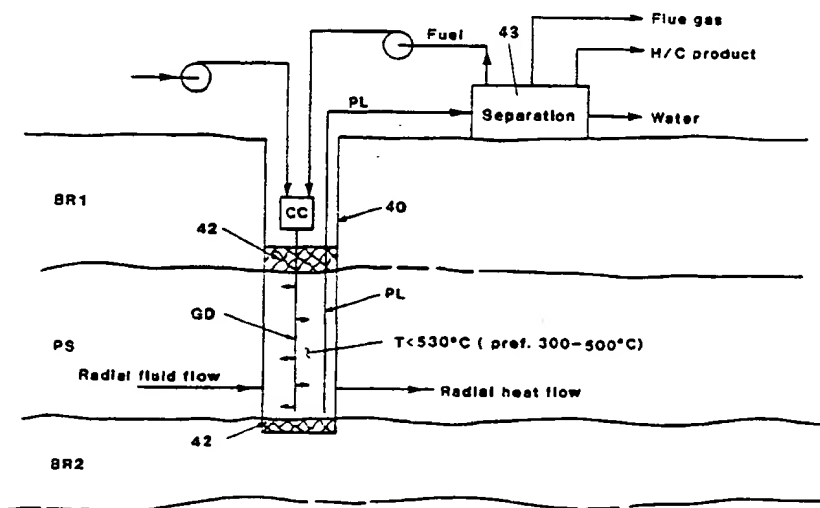 Flue gas
Fuel
43
H/C product
PL
Separation
Water
BR1
CC
40
42
GD
PL
PS
T<530°C ( pref. 300-500°C)
Radial fluid flow
Radial heat flow
42
BR2